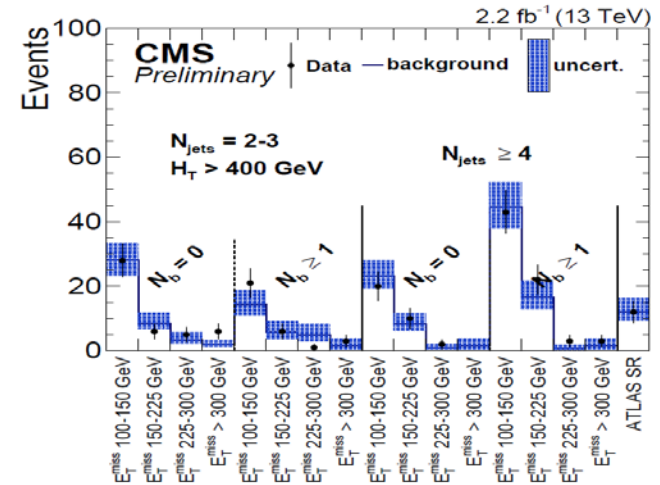 2.2 fb⁻¹ (13 TeV)
Events
100
80
60
40
20
0
CMS
Preliminary
Data
background
uncert.
N_jets = 2-3
H_T > 400 GeV
N_jets ≥ 4
N_b = 0
N_b ≥ 1
N_b = 0
N_b ≥ 1
E_T^miss 100-150 GeV
E_T^miss 150-225 GeV
E_T^miss 225-300 GeV
E_T^miss > 300 GeV
E_T^miss 100-150 GeV
E_T^miss 150-225 GeV
E_T^miss 225-300 GeV
E_T^miss > 300 GeV
E_T^miss 100-150 GeV
E_T^miss 150-225 GeV
E_T^miss 225-300 GeV
E_T^miss > 300 GeV
E_T^miss 100-150 GeV
E_T^miss 150-225 GeV
E_T^miss 225-300 GeV
E_T^miss > 300 GeV
ATLAS SR